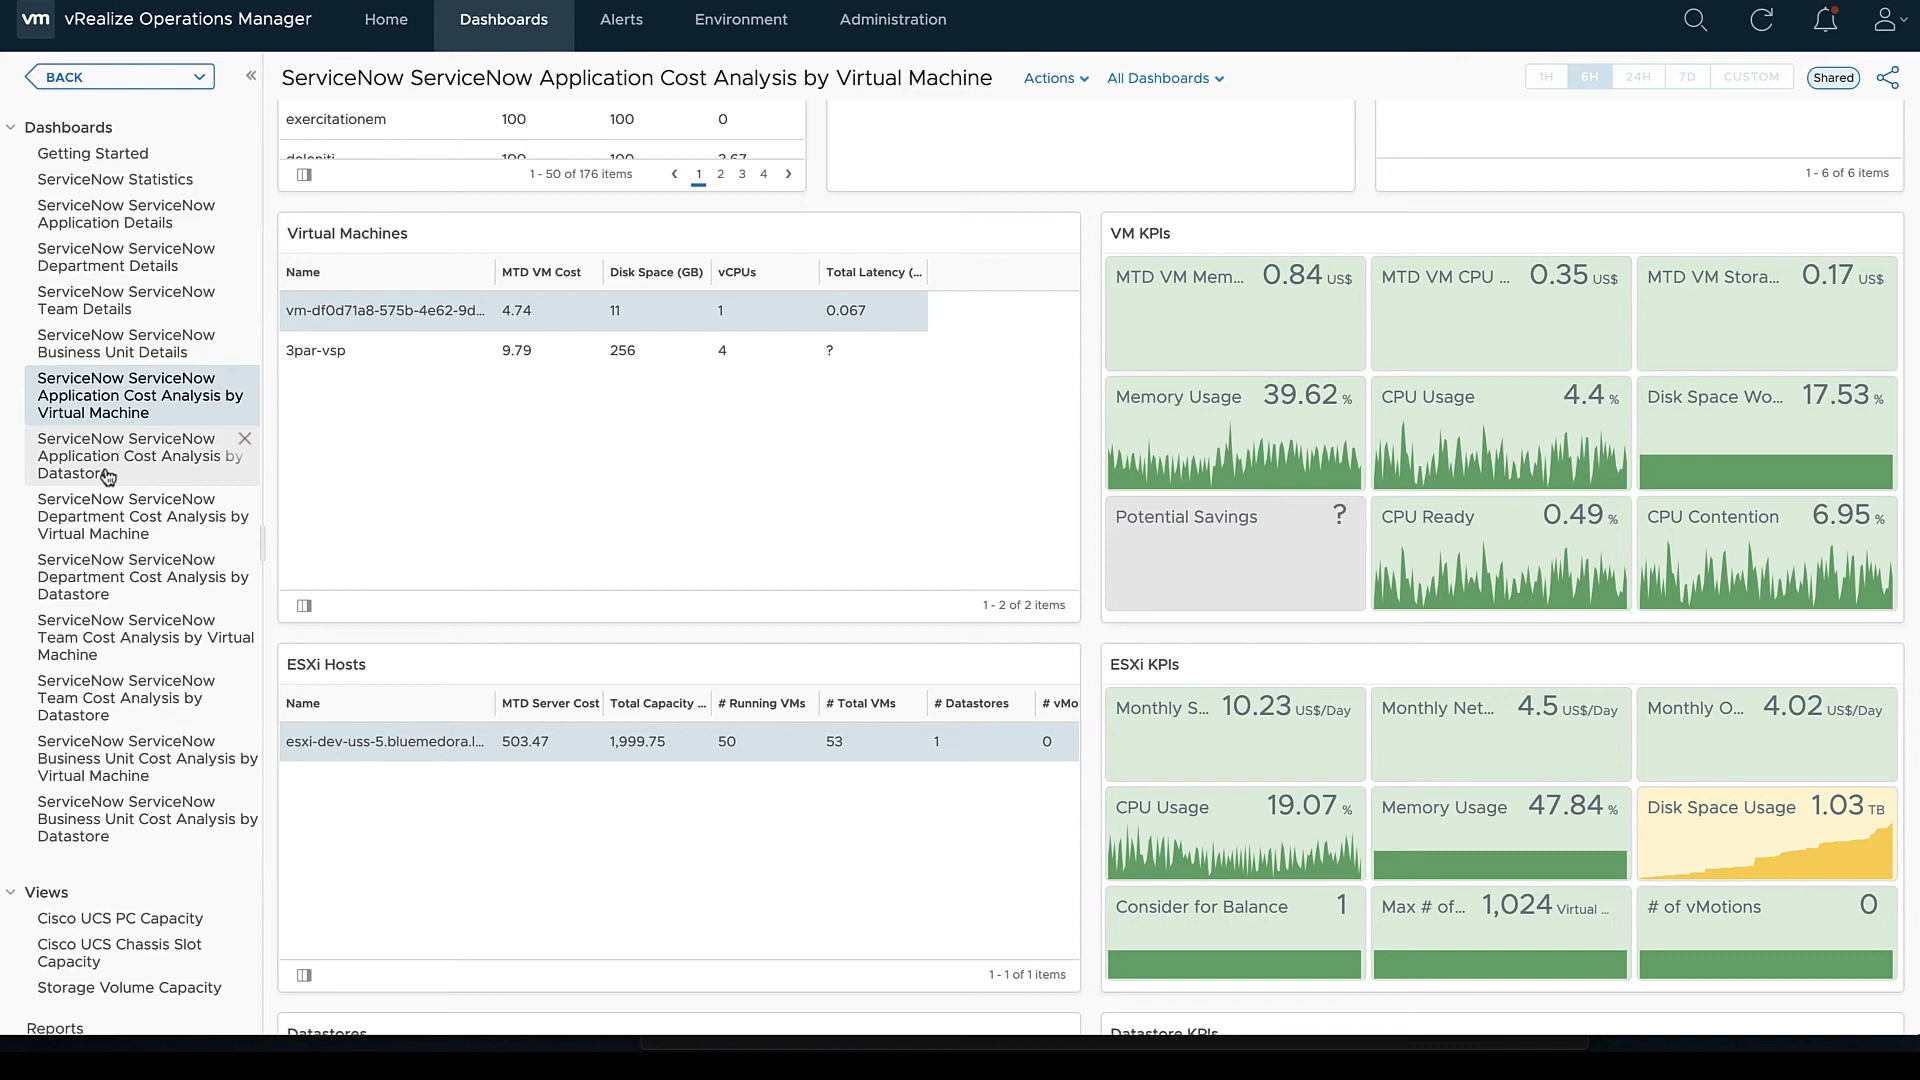 vm vRealize Operations Manager Home Dashboards Alerts Environment Administration
BACK
ServiceNow ServiceNow Application Cost Analysis by Virtual Machine Actions All Dashboards 1H 6H 24H 7D CUSTOM Shared
Dashboards
Getting Started
ServiceNow Statistics
ServiceNow ServiceNow
Application Details
ServiceNow ServiceNow
Department Details
ServiceNow ServiceNow
Team Details
ServiceNow ServiceNow
Business Unit Details
ServiceNow ServiceNow
Application Cost Analysis by
Virtual Machine
ServiceNow ServiceNow
Application Cost Analysis by
Datastore
ServiceNow ServiceNow
Department Cost Analysis by
Virtual Machine
ServiceNow ServiceNow
Department Cost Analysis by
Datastore
ServiceNow ServiceNow
Team Cost Analysis by Virtual
Machine
ServiceNow ServiceNow
Team Cost Analysis by
Datastore
ServiceNow ServiceNow
Business Unit Cost Analysis by
Virtual Machine
ServiceNow ServiceNow
Business Unit Cost Analysis by
Datastore
Views
Cisco UCS PC Capacity
Cisco UCS Chassis Slot
Capacity
Storage Volume Capacity
Reports
exercitationem 100 100 0
deleniti 100 100 3.67
1 - 50 of 176 items 1 2 3 4
1 - 6 of 6 items
Virtual Machines
Name MTD VM Cost Disk Space (GB) vCPUs Total Latency (...
vm-df0d71a8-575b-4e62-9d... 4.74 11 1 0.067
3par-vsp 9.79 256 4 ?
1 - 2 of 2 items
VM KPIs
MTD VM Mem... 0.84 US$ MTD VM CPU ... 0.35 US$ MTD VM Stora... 0.17 US$
Memory Usage 39.62 % CPU Usage 4.4 % Disk Space Wo... 17.53 %
Potential Savings ? CPU Ready 0.49 % CPU Contention 6.95 %
ESXi Hosts
Name MTD Server Cost Total Capacity ... # Running VMs # Total VMs # Datastores # vMo
esxi-dev-uss-5.bluemedora.l... 503.47 1,999.75 50 53 1 0
1 - 1 of 1 items
ESXi KPIs
Monthly S... 10.23 US$/Day Monthly Net... 4.5 US$/Day Monthly O... 4.02 US$/Day
CPU Usage 19.07 % Memory Usage 47.84 % Disk Space Usage 1.03 TB
Consider for Balance 1 Max # of... 1,024 Virtual ... # of vMotions 0
Datastores
Datastore KPIs